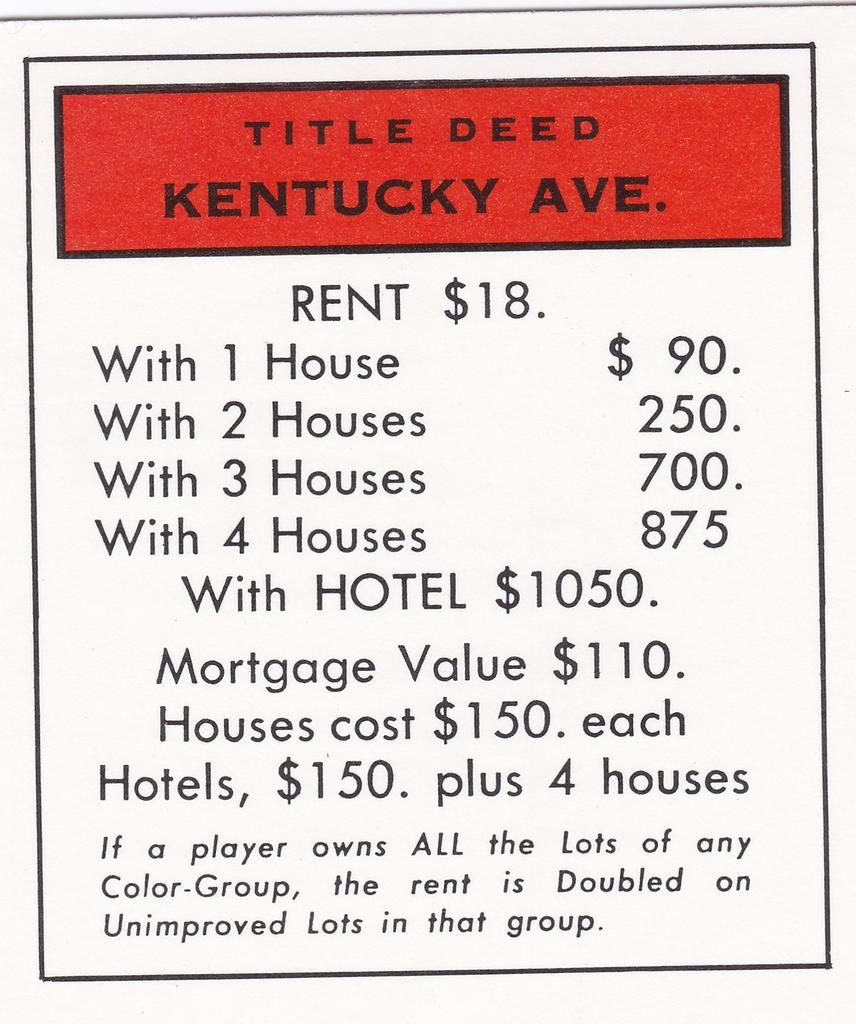 TITLE DEED
KENTUCKY AVE.
RENT $18.
With 1 House $ 90.
With 2 Houses 250.
With 3 Houses 700.
With 4 Houses 875
With HOTEL $1050.
Mortgage Value $110.
Houses cost $150. each
Hotels, $150. plus 4 houses
If a player owns ALL the Lots of any
Color-Group, the rent is Doubled on
Unimproved Lots in that group.